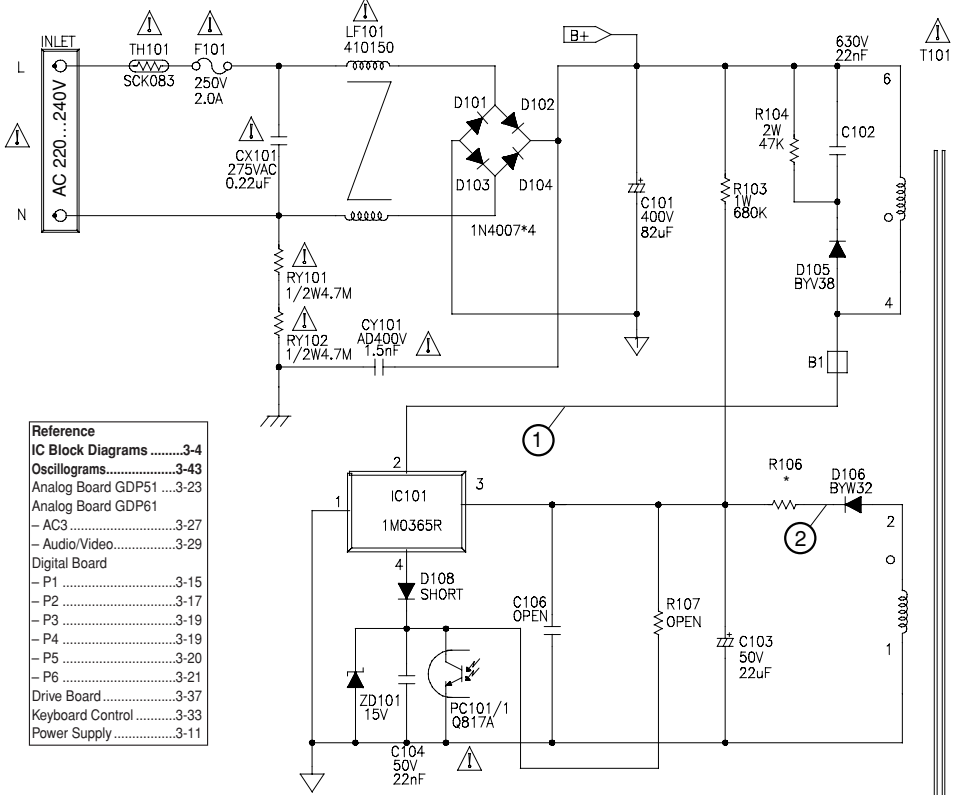 INLET
L
AC 220...240V
N
TH101
SCK083
F101
250V
2.0A
LF101
410150
CX101
275VAC
0.22uF
D101
D102
D103
D104
1N4007*4
B+
C101
400V
82uF
R103
1W
680K
R104
2W
47K
630V
22nF
C102
T101
6
D105
BYV38
4
B1
RY101
1/2W4.7M
RY102
1/2W4.7M
CY101
AD400V
1.5nF
1
2
IC101
1M0365R
1
3
4
D108
SHORT
ZD101
15V
C104
50V
22nF
PC101/1
Q817A
C106
OPEN
R107
OPEN
C103
50V
22uF
R106
*
D106
BYW32
2
2
1
Reference
IC Block Diagrams .........3-4
Oscillograms.................3-43
Analog Board GDP51 ...3-23
Analog Board GDP61
– AC3 ..........................3-27
– Audio/Video...............3-29
Digital Board
– P1 ............................3-15
– P2 ............................3-17
– P3 ............................3-19
– P4 ............................3-19
– P5 ............................3-20
– P6 ............................3-21
Drive Board..................3-37
Keyboard Control ..........3-33
Power Supply ...............3-11